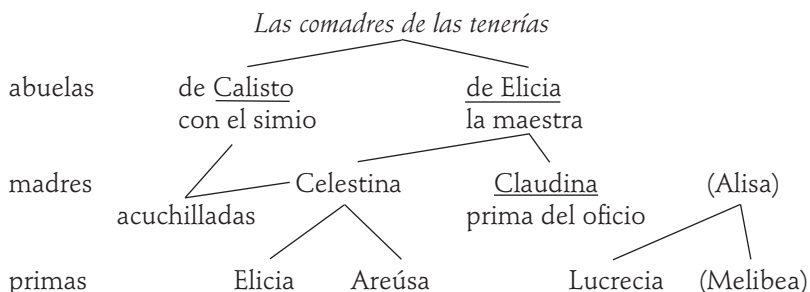 Las comadres de las tenerías
abuelas de Calisto de Elicia
con el simio la maestra
madres Celestina Claudina (Alisa)
acuchilladas prima del oficio
primas Elicia Areúsa Lucrecia (Melibea)